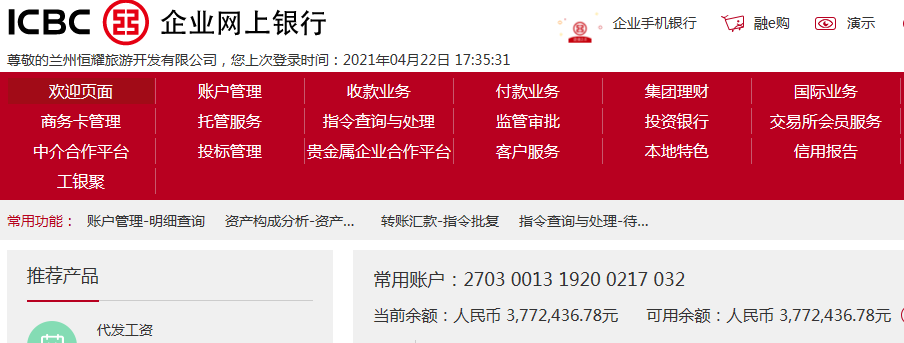 ICBC 企业网上银行 企业手机银行 融e购 演示
尊敬的兰州恒耀旅游开发有限公司，您上次登录时间：2021年04月22日 17:35:31
欢迎页面 账户管理 收款业务 付款业务 集团理财 国际业务
商务卡管理 托管服务 指令查询与处理 监管审批 投资银行 交易所会员服务
中介合作平台 投标管理 贵金属企业合作平台 客户服务 本地特色 信用报告
工银聚
常用功能： 账户管理-明细查询 资产构成分析-资产... 转账汇款-指令批复 指令查询与处理-待...
推荐产品
常用账户：2703 0013 1920 0217 032
当前余额：人民币 3,772,436.78元 可用余额：人民币 3,772,436.78元
代发工资